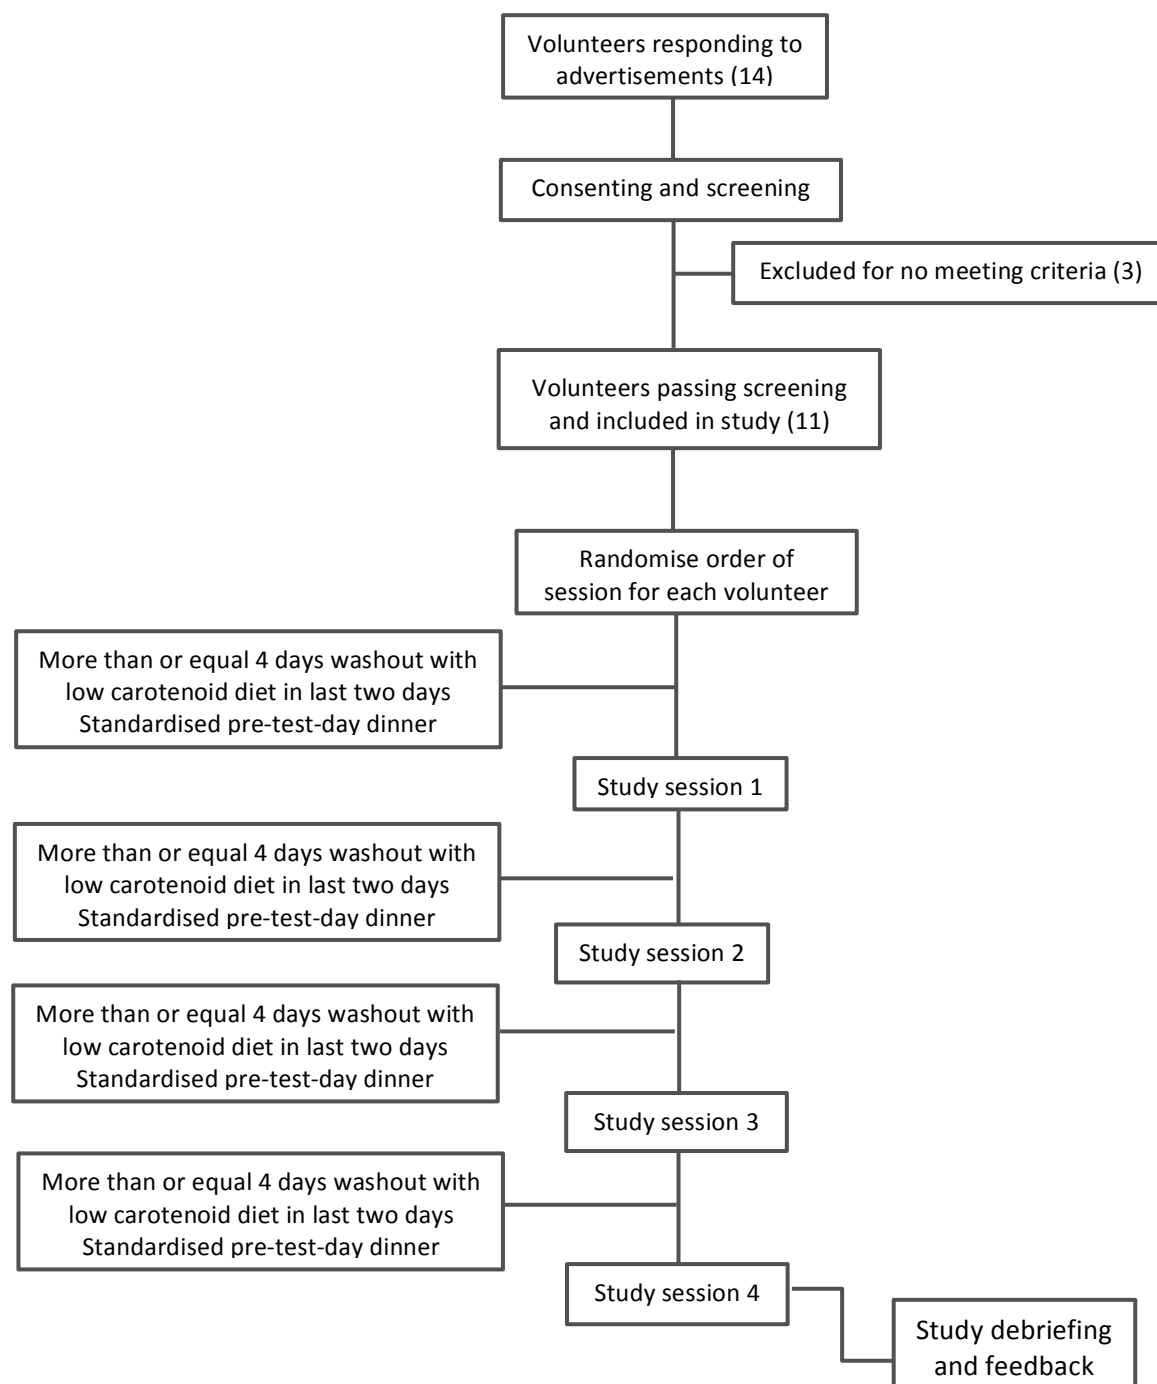 Volunteers responding to
advertisements (14)
Consenting and screening
Excluded for no meeting criteria (3)
Volunteers passing screening
and included in study (11)
Randomise order of
session for each volunteer
More than or equal 4 days washout with
low carotenoid diet in last two days
Standardised pre-test-day dinner
Study session 1
More than or equal 4 days washout with
low carotenoid diet in last two days
Standardised pre-test-day dinner
Study session 2
More than or equal 4 days washout with
low carotenoid diet in last two days
Standardised pre-test-day dinner
Study session 3
More than or equal 4 days washout with
low carotenoid diet in last two days
Standardised pre-test-day dinner
Study session 4
Study debriefing
and feedback